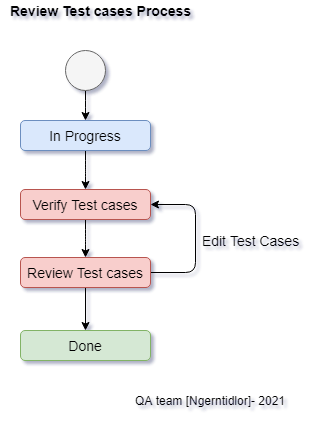 Review Test cases Process
In Progress
Verify Test cases
Edit Test Cases
Review Test cases
Done
QA team [Ngerntidlor]- 2021